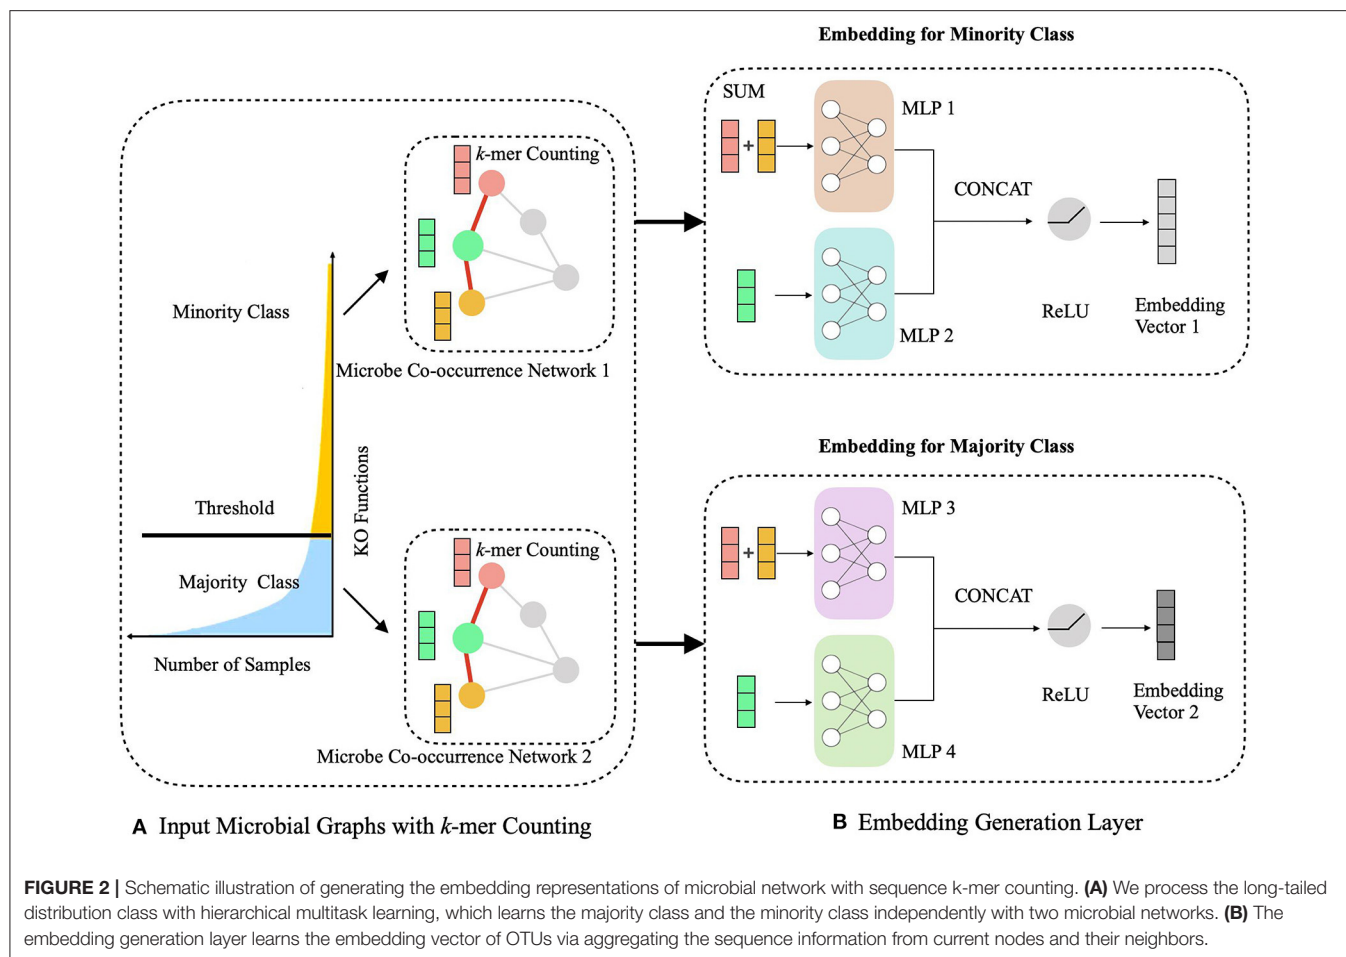 Embedding for Minority Class
SUM
+
MLP 1
CONCAT
MLP 2
ReLU
Embedding
Vector 1
k-mer Counting
Microbe Co-occurrence Network 1
Minority Class
Threshold
KO Functions
Majority Class
Number of Samples
k-mer Counting
Microbe Co-occurrence Network 2
Embedding for Majority Class
+
MLP 3
CONCAT
MLP 4
ReLU
Embedding
Vector 2
A Input Microbial Graphs with k-mer Counting
B Embedding Generation Layer
FIGURE 2 | Schematic illustration of generating the embedding representations of microbial network with sequence k-mer counting. (A) We process the long-tailed
distribution class with hierarchical multitask learning, which learns the majority class and the minority class independently with two microbial networks. (B) The
embedding generation layer learns the embedding vector of OTUs via aggregating the sequence information from current nodes and their neighbors.